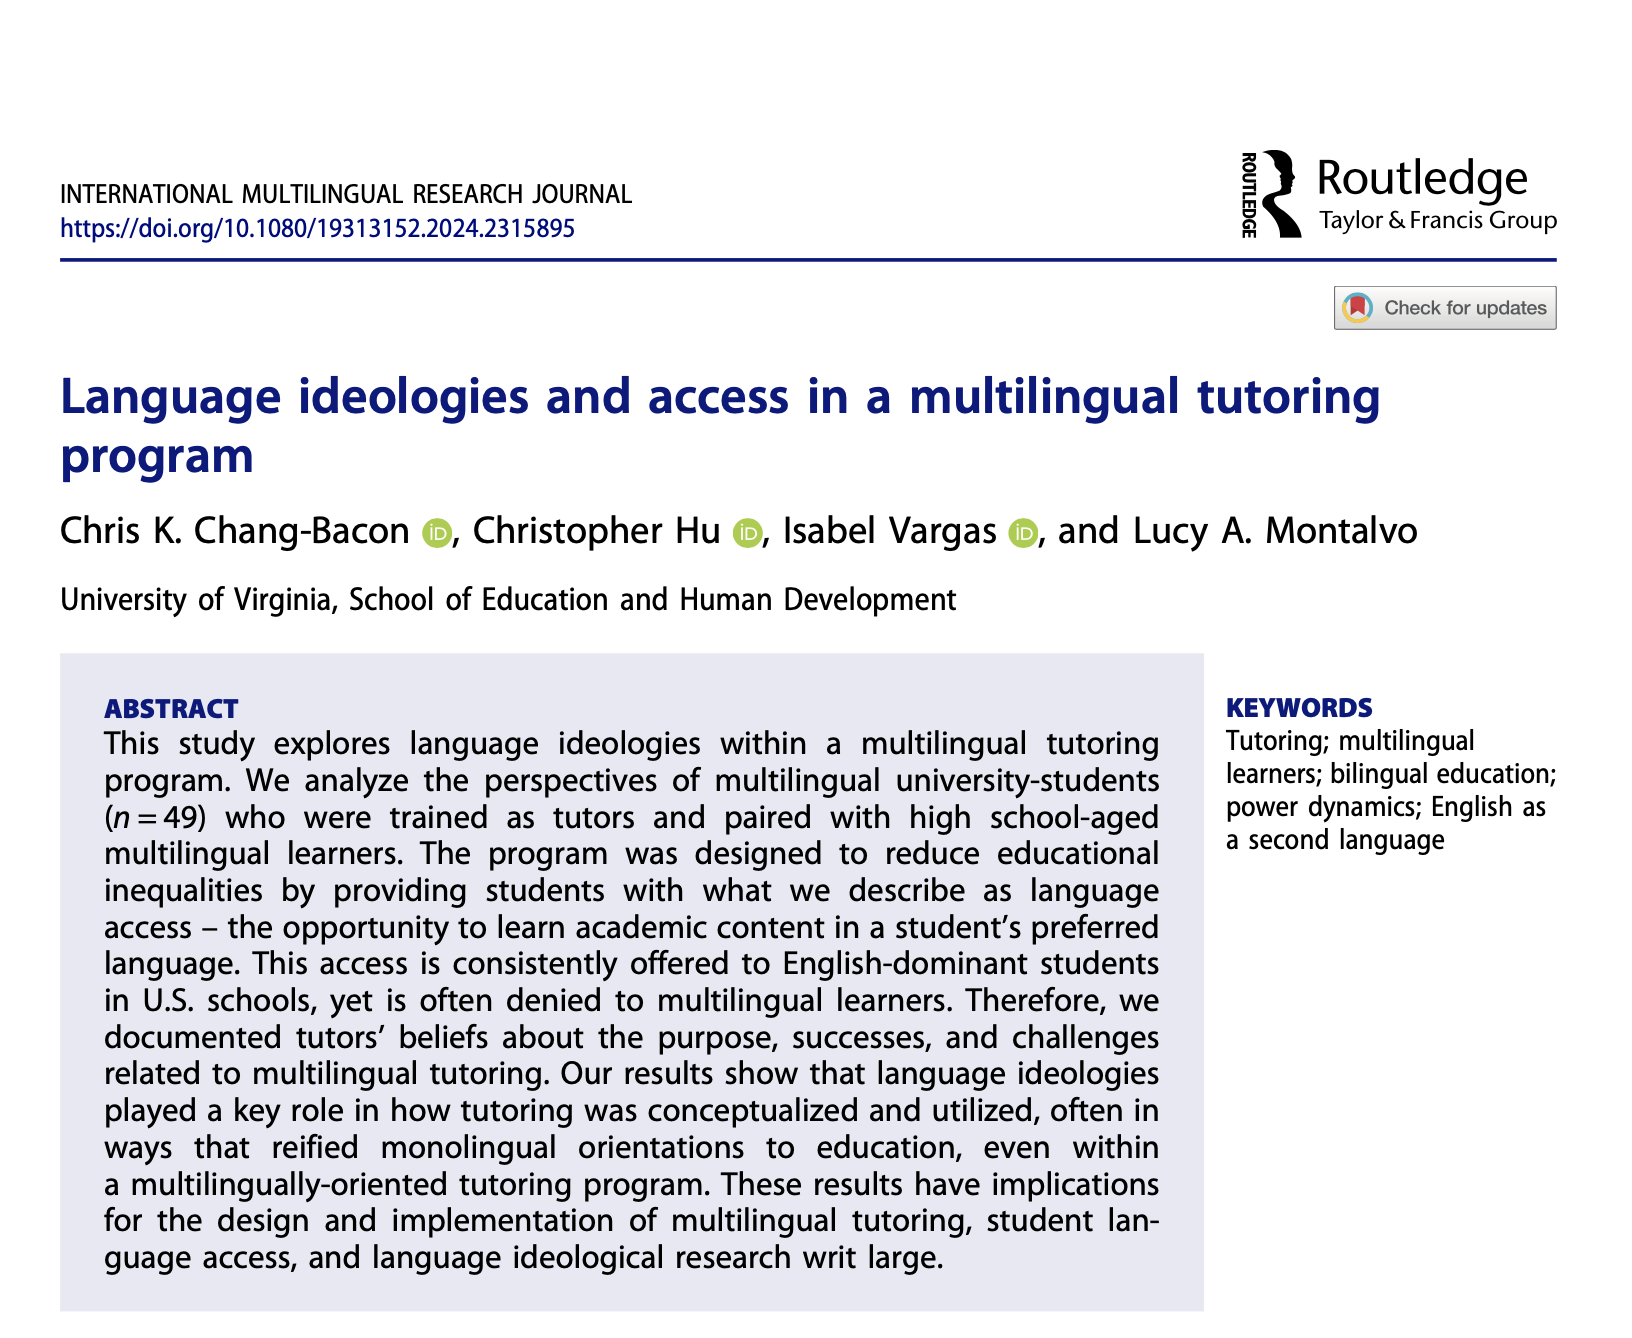 INTERNATIONAL MULTILINGUAL RESEARCH JOURNAL
https://doi.org/10.1080/19313152.2024.2315895
ROUTLEDGE
Routledge
Taylor & Francis Group
Check for updates
Language ideologies and access in a multilingual tutoring
program
Chris K. Chang-Bacon iD, Christopher Hu iD, Isabel Vargas iD, and Lucy A. Montalvo
University of Virginia, School of Education and Human Development
ABSTRACT
This study explores language ideologies within a multilingual tutoring
program. We analyze the perspectives of multilingual university-students
(n = 49) who were trained as tutors and paired with high school-aged
multilingual learners. The program was designed to reduce educational
inequalities by providing students with what we describe as language
access – the opportunity to learn academic content in a student’s preferred
language. This access is consistently offered to English-dominant students
in U.S. schools, yet is often denied to multilingual learners. Therefore, we
documented tutors’ beliefs about the purpose, successes, and challenges
related to multilingual tutoring. Our results show that language ideologies
played a key role in how tutoring was conceptualized and utilized, often in
ways that reified monolingual orientations to education, even within
a multilingually-oriented tutoring program. These results have implications
for the design and implementation of multilingual tutoring, student lan-
guage access, and language ideological research writ large.
KEYWORDS
Tutoring; multilingual
learners; bilingual education;
power dynamics; English as
a second language